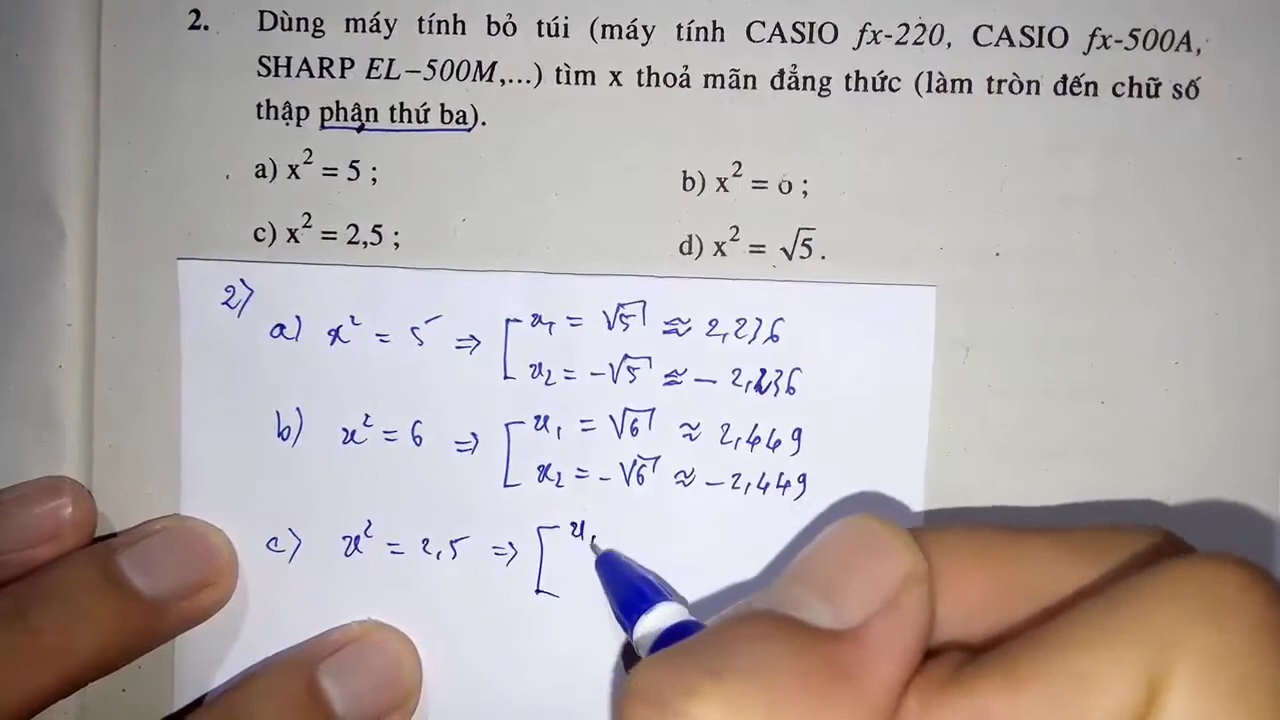 2. Dùng máy tính bỏ túi (máy tính CASIO fx-220, CASIO fx-500A,
SHARP EL-500M,...) tìm x thoả mãn đẳng thức (làm tròn đến chữ số
thập phận thứ ba).
a) x² = 5 ;
b) x² = 6 ;
c) x² = 2,5 ;
d) x² = √5 .
2)
a) x² = 5 ⇒ [ x₁ = √5 ≈ 2,236
x₂ = -√5 ≈ - 2,236
b) x² = 6 ⇒ [ x₁ = √6 ≈ 2,449
x₂ = -√6 ≈ -2,449
c) x² = 2,5 ⇒ [ x₁